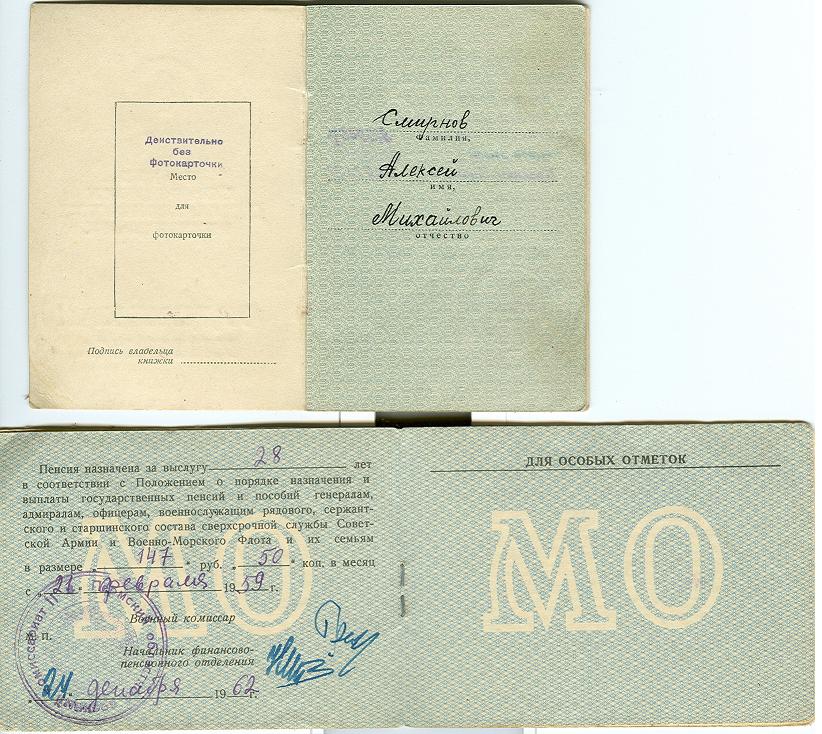 Действительно
без
фотокарточки
Место
для
фотокарточки
Подпись владельца
книжки
Смирнов
фамилия,
Алексей
имя,
Михайлович
отчество
Пенсия назначена за выслугу 28 лет
в соответствии с Положением о порядке назначения и
выплаты государственных пенсий и пособий генералам,
адмиралам, офицерам, военнослужащим рядового, сержант-
ского и старшинского состава сверхсрочной службы Совет-
ской Армии и Военно-Морского Флота и их семьям
в размере 147 руб. 50 коп. в месяц
с 26 февраля 1959 г.
Военный комиссар
М. П.
Начальник финансово-
пенсионного отделения
24 декабря 1962 г.
МО
ДЛЯ ОСОБЫХ ОТМЕТОК
МО